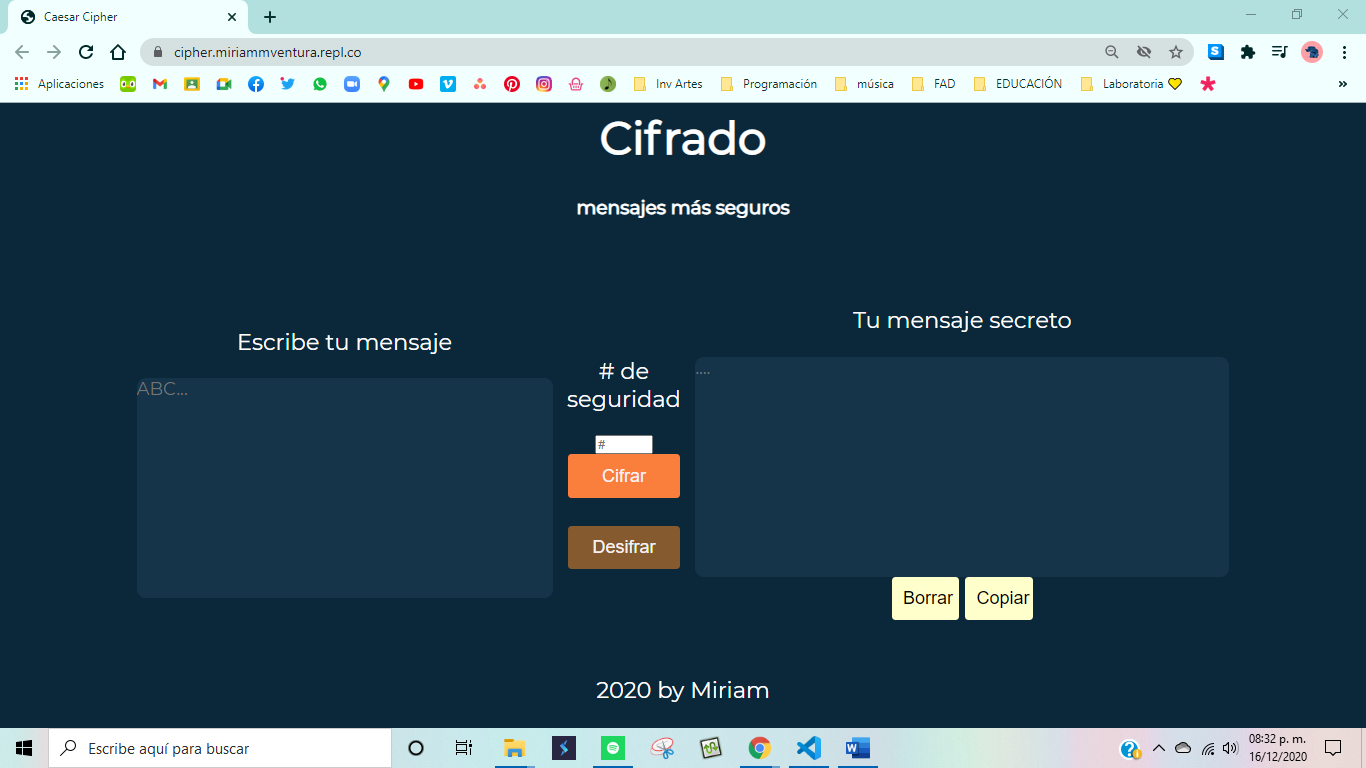 Caesar Cipher
cipher.miriammventura.repl.co
Aplicaciones
Inv Artes
Programación
música
FAD
EDUCACIÓN
Laboratoria
Cifrado
mensajes más seguros
Escribe tu mensaje
ABC...
# de
seguridad
#
Cifrar
Desifrar
Tu mensaje secreto
....
Borrar
Copiar
2020 by Miriam
Escribe aquí para buscar
08:32 p. m.
16/12/2020